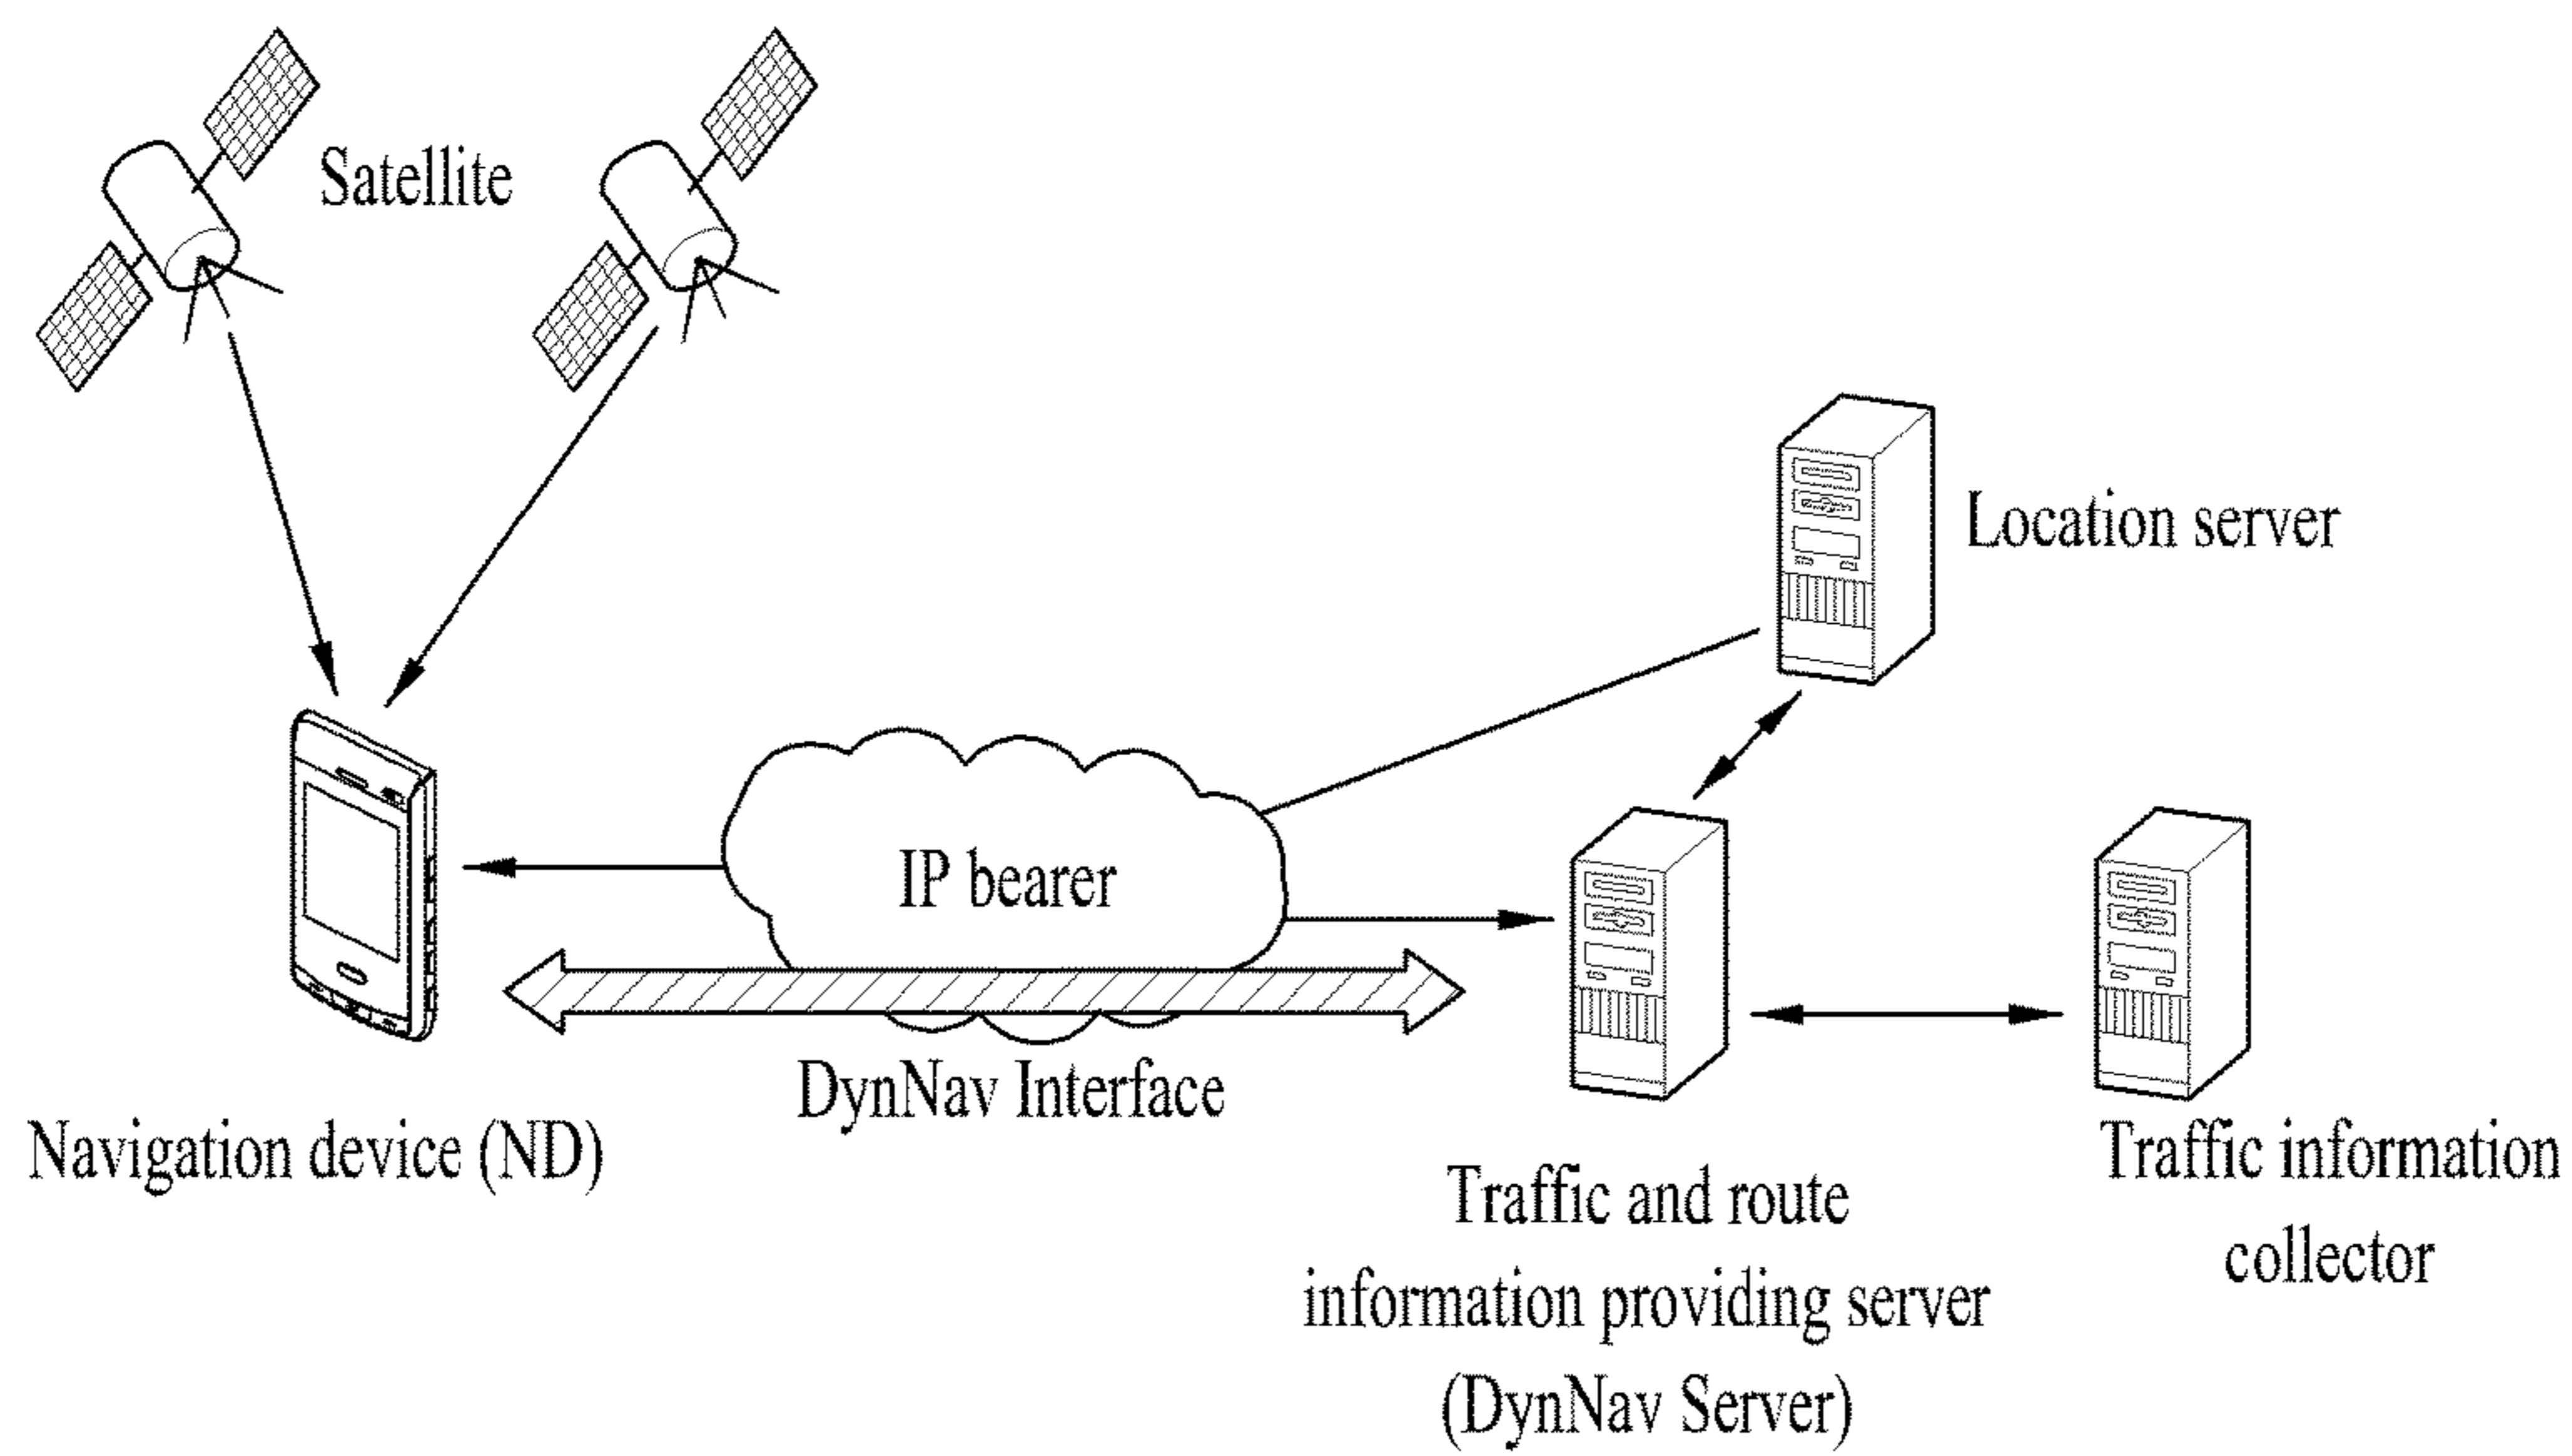 Satellite
Location server
IP bearer
DynNav Interface
Navigation device (ND)
Traffic and route
information providing server
(DynNav Server)
Traffic information
collector